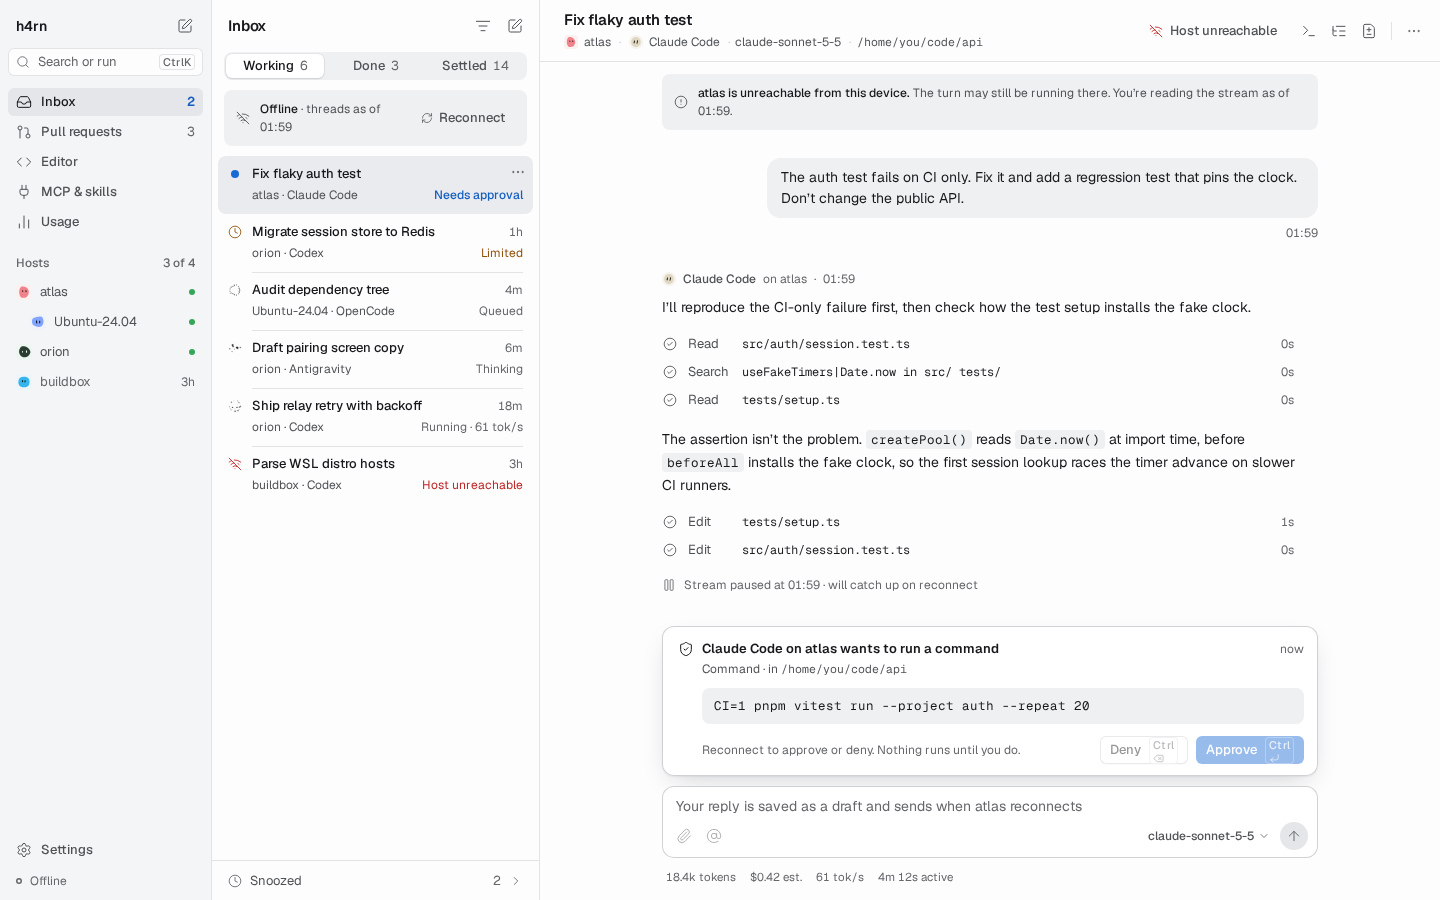 h4rn
Search or run CtrlK
Inbox 2
Pull requests 3
Editor
MCP & skills
Usage
Hosts 3 of 4
atlas
Ubuntu-24.04
orion
buildbox 3h
Settings
Offline
Inbox
Working 6 Done 3 Settled 14
Offline · threads as of
01:59
Reconnect
Fix flaky auth test ···
atlas · Claude Code Needs approval
Migrate session store to Redis 1h
orion · Codex Limited
Audit dependency tree 4m
Ubuntu-24.04 · OpenCode Queued
Draft pairing screen copy 6m
orion · Antigravity Thinking
Ship relay retry with backoff 18m
orion · Codex Running · 61 tok/s
Parse WSL distro hosts 3h
buildbox · Codex Host unreachable
Snoozed 2
Fix flaky auth test
atlas · Claude Code · claude-sonnet-5-5 · /home/you/code/api
Host unreachable
atlas is unreachable from this device. The turn may still be running there. You're reading the stream as of
01:59.
The auth test fails on CI only. Fix it and add a regression test that pins the clock.
Don't change the public API.
01:59
Claude Code on atlas · 01:59
I'll reproduce the CI-only failure first, then check how the test setup installs the fake clock.
Read src/auth/session.test.ts 0s
Search useFakeTimers|Date.now in src/ tests/ 0s
Read tests/setup.ts 0s
The assertion isn't the problem. createPool() reads Date.now() at import time, before
beforeAll installs the fake clock, so the first session lookup races the timer advance on slower
CI runners.
Edit tests/setup.ts 1s
Edit src/auth/session.test.ts 0s
Stream paused at 01:59 · will catch up on reconnect
Claude Code on atlas wants to run a command now
Command · in /home/you/code/api
CI=1 pnpm vitest run --project auth --repeat 20
Reconnect to approve or deny. Nothing runs until you do.
Deny Ctrl ⌫
Approve Ctrl ↵
Your reply is saved as a draft and sends when atlas reconnects
claude-sonnet-5-5
18.4k tokens $0.42 est. 61 tok/s 4m 12s active